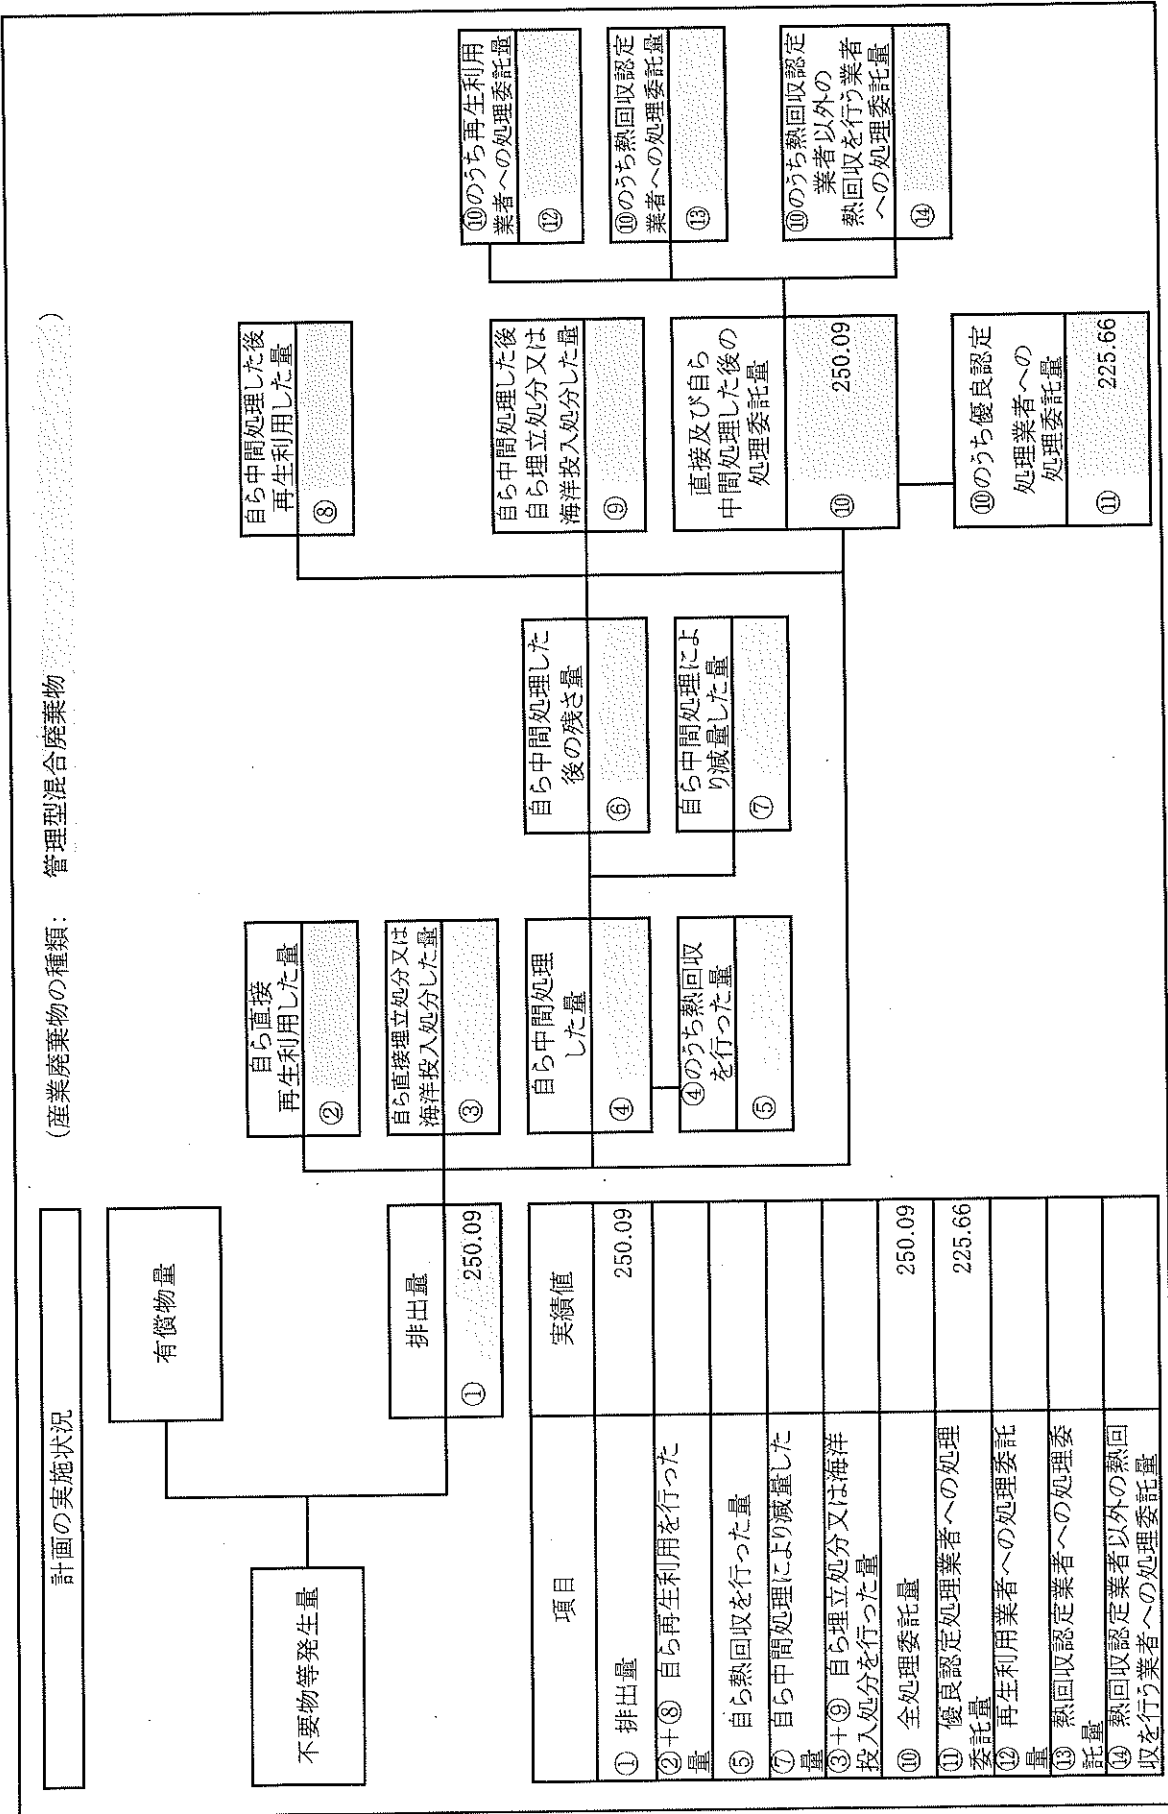 計画の実施状況
(産業廃棄物の種類: 管理型混合廃棄物 )
不要物等発生量
有償物量
排出量
① 250.09
自ら直接
再生利用した量
②
自ら直接埋立処分又は
海洋投入処分した量
③
自ら中間処理
した量
④
④のうち熱回収
を行った量
⑤
自ら中間処理した
後の残さ量
⑥
自ら中間処理によ
り減量した量
⑦
自ら中間処理した後
再生利用した量
⑧
自ら中間処理した後
自ら埋立処分又は
海洋投入処分した量
⑨
直接及び自ら
中間処理した後の
処理委託量
⑩ 250.09
⑩のうち優良認定
処理業者への
処理委託量
⑪ 225.66
⑩のうち再生利用
業者への処理委託量
⑫
⑩のうち熱回収認定
業者への処理委託量
⑬
⑩のうち熱回収認定
業者以外の
熱回収を行う業者
への処理委託量
⑭
項目 実績値
① 排出量 250.09
②+⑧ 自ら再生利用を行った
量
⑤ 自ら熱回収を行った量
⑦ 自ら中間処理により減量した
量
③+⑨ 自ら埋立処分又は海洋
投入処分を行った量
⑩ 全処理委託量 250.09
⑪ 優良認定処理業者への処理
委託量 225.66
⑫ 再生利用業者への処理委託
量
⑬ 熱回収認定業者への処理委
託量
⑭ 熱回収認定業者以外の熱回
収を行う業者への処理委託量